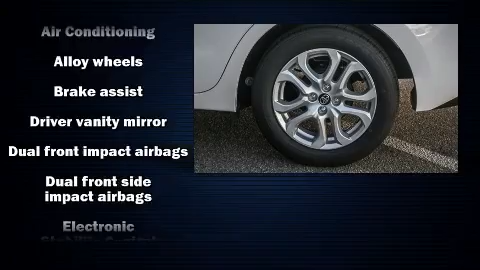 Air Conditioning
Alloy wheels
Brake assist
Driver vanity mirror
Dual front impact airbags
Dual front side
impact airbags
Electronic